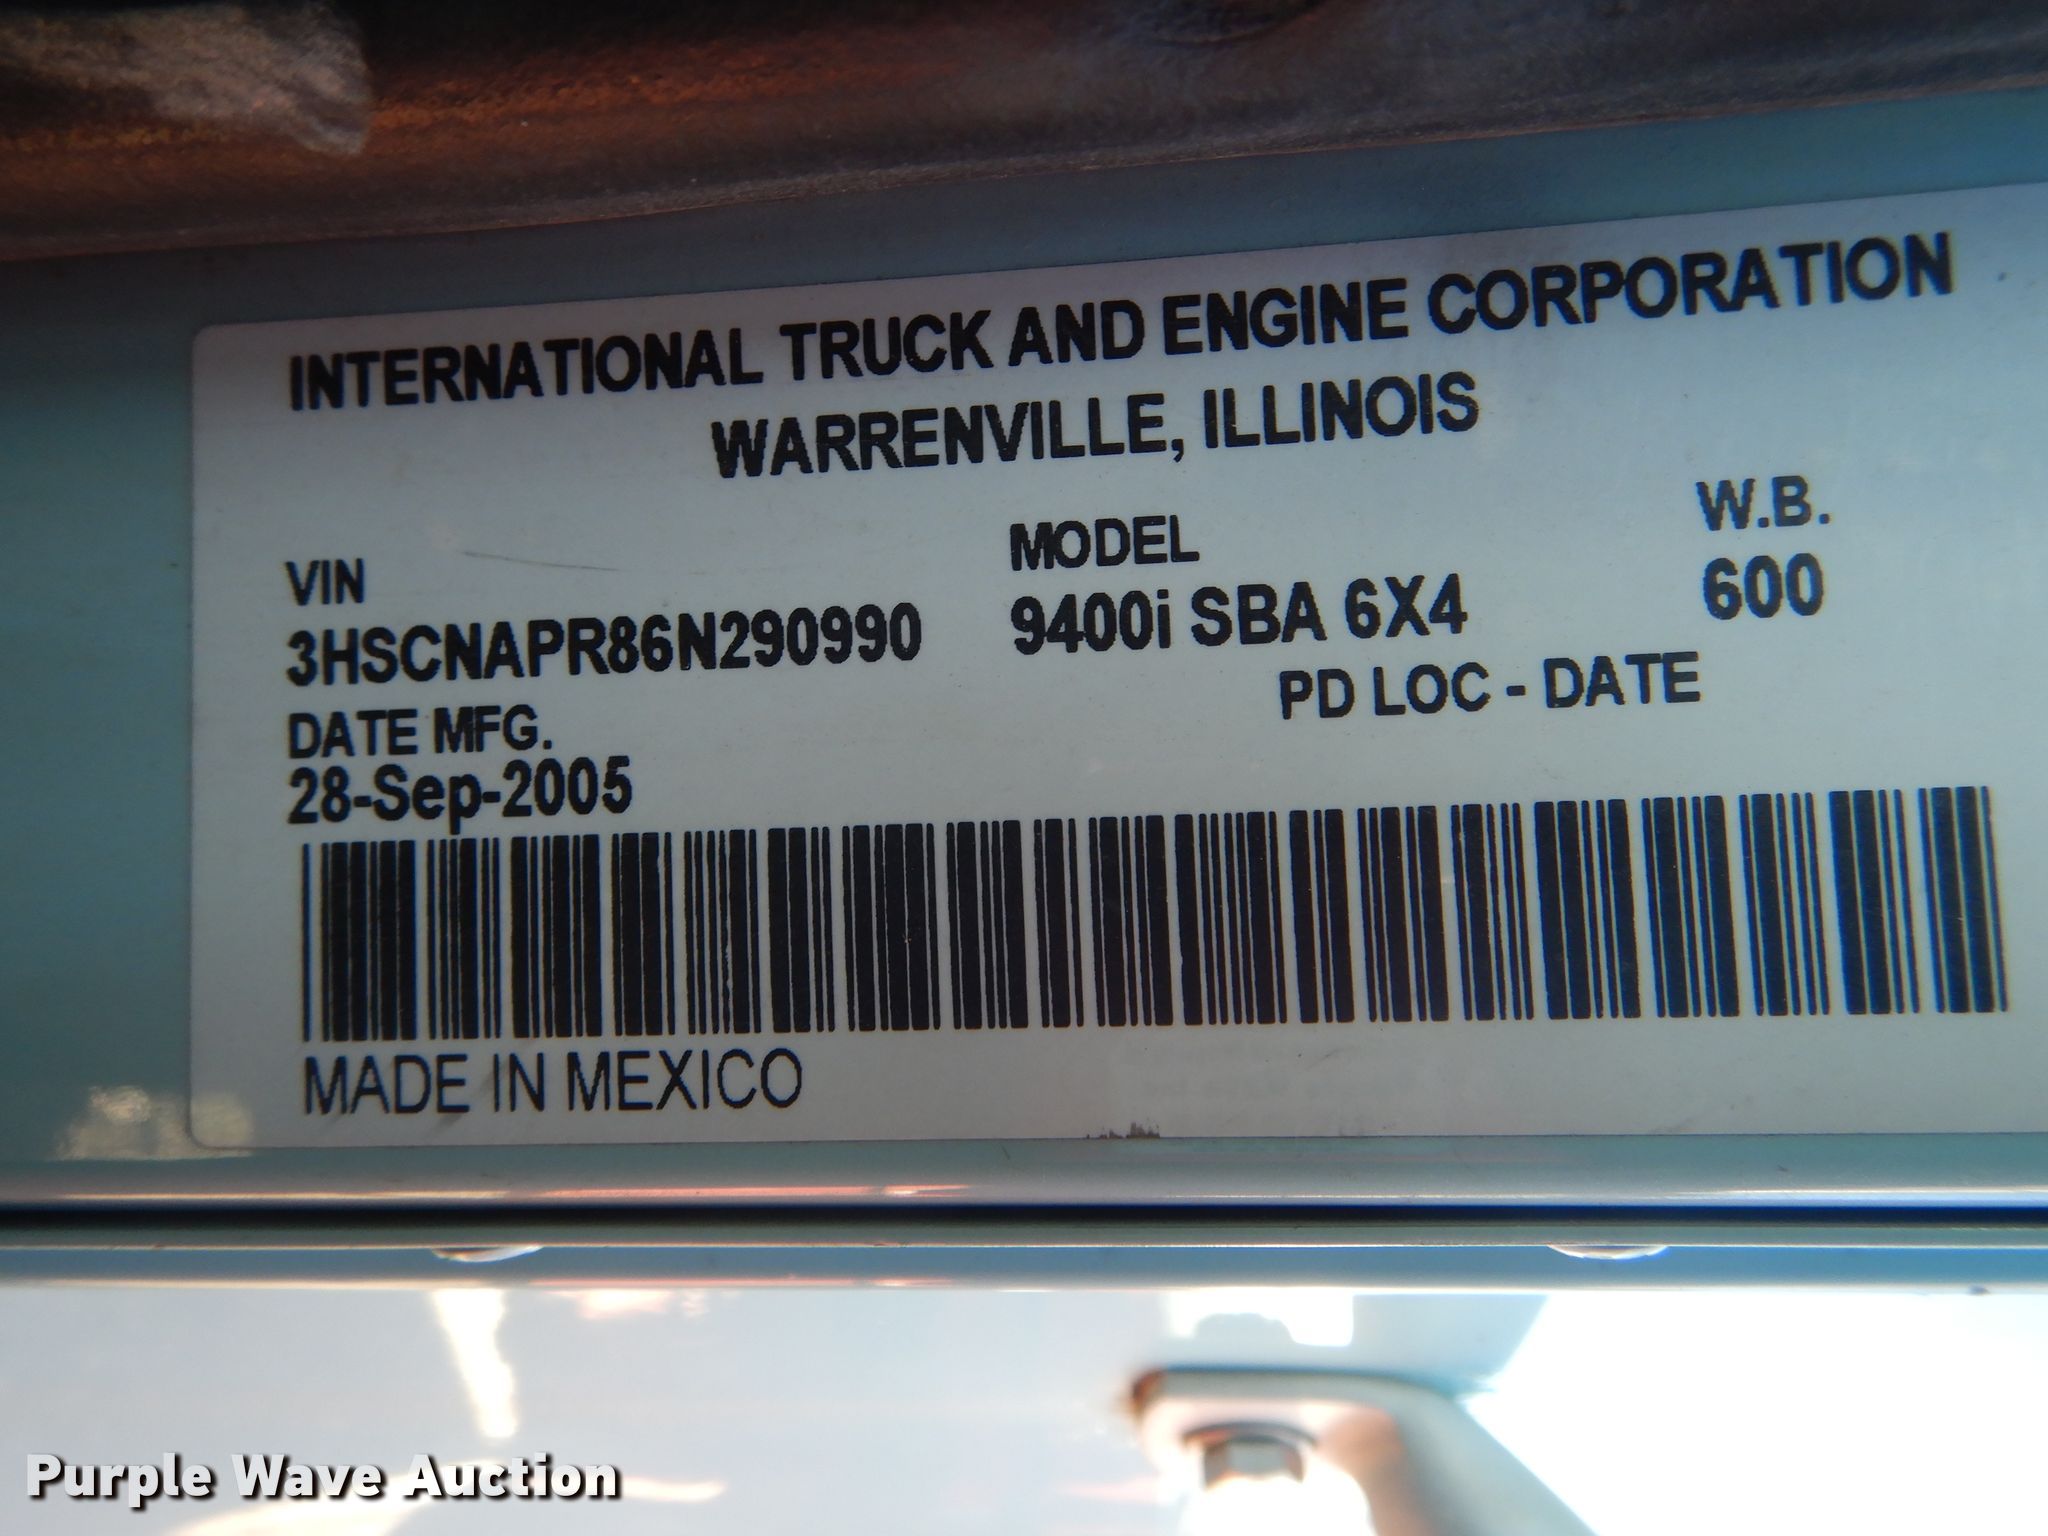 INTERNATIONAL TRUCK AND ENGINE CORPORATION
WARRENVILLE, ILLINOIS
VIN MODEL W.B.
3HSCNAPR86N290990 9400i SBA 6X4 600
DATE MFG. PD LOC - DATE
28-Sep-2005
MADE IN MEXICO
Purple Wave Auction